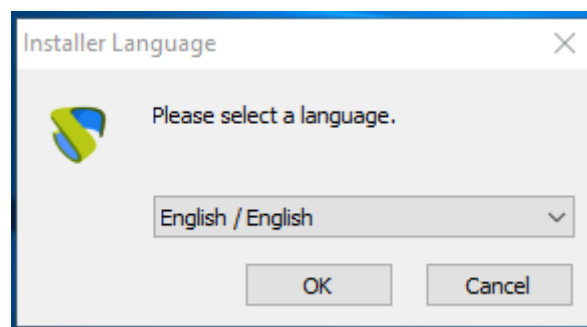 Installer Language
Please select a language.
English / English
OK
Cancel